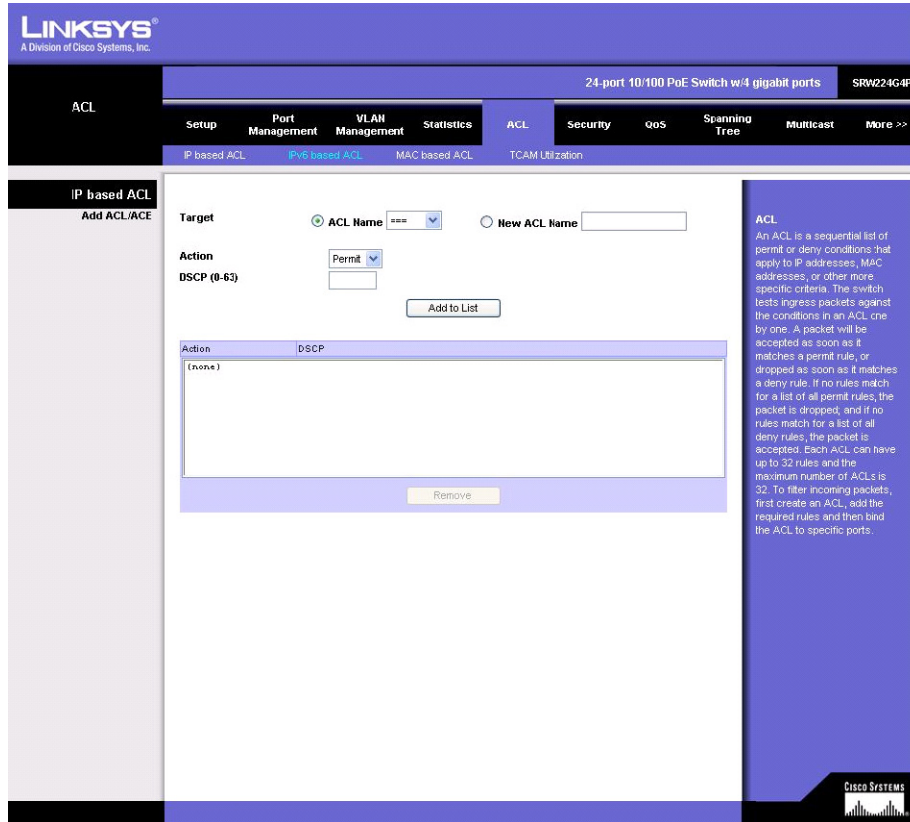 LINKSYS®
A Division of Cisco Systems, Inc.
24-port 10/100 PoE Switch w/4 gigabit ports
SRW224G4P
ACL
Setup
Port Management
VLAN Management
Statistics
ACL
Security
QoS
Spanning Tree
Multicast
More >>
IP based ACL
IPv6 based ACL
MAC based ACL
TCAM Utilization
IP based ACL
Add ACL/ACE
Target
ACL Name ===
New ACL Name
Action
Permit
DSCP (0-63)
Add to List
Action
DSCP
(none)
Remove
ACL
An ACL is a sequential list of
permit or deny conditions that
apply to IP addresses, MAC
addresses, or other more
specific criteria. The switch
tests ingress packets against
the conditions in an ACL one
by one. A packet will be
accepted as soon as it
matches a permit rule, or
dropped as soon as it matches
a deny rule. If no rules match
for a list of all permit rules, the
packet is dropped; and if no
rules match for a list of all
deny rules, the packet is
accepted. Each ACL can have
up to 32 rules and the
maximum number of ACLs is
32. To filter incoming packets,
first create an ACL, add the
required rules and then bind
the ACL to specific ports.
CISCO SYSTEMS